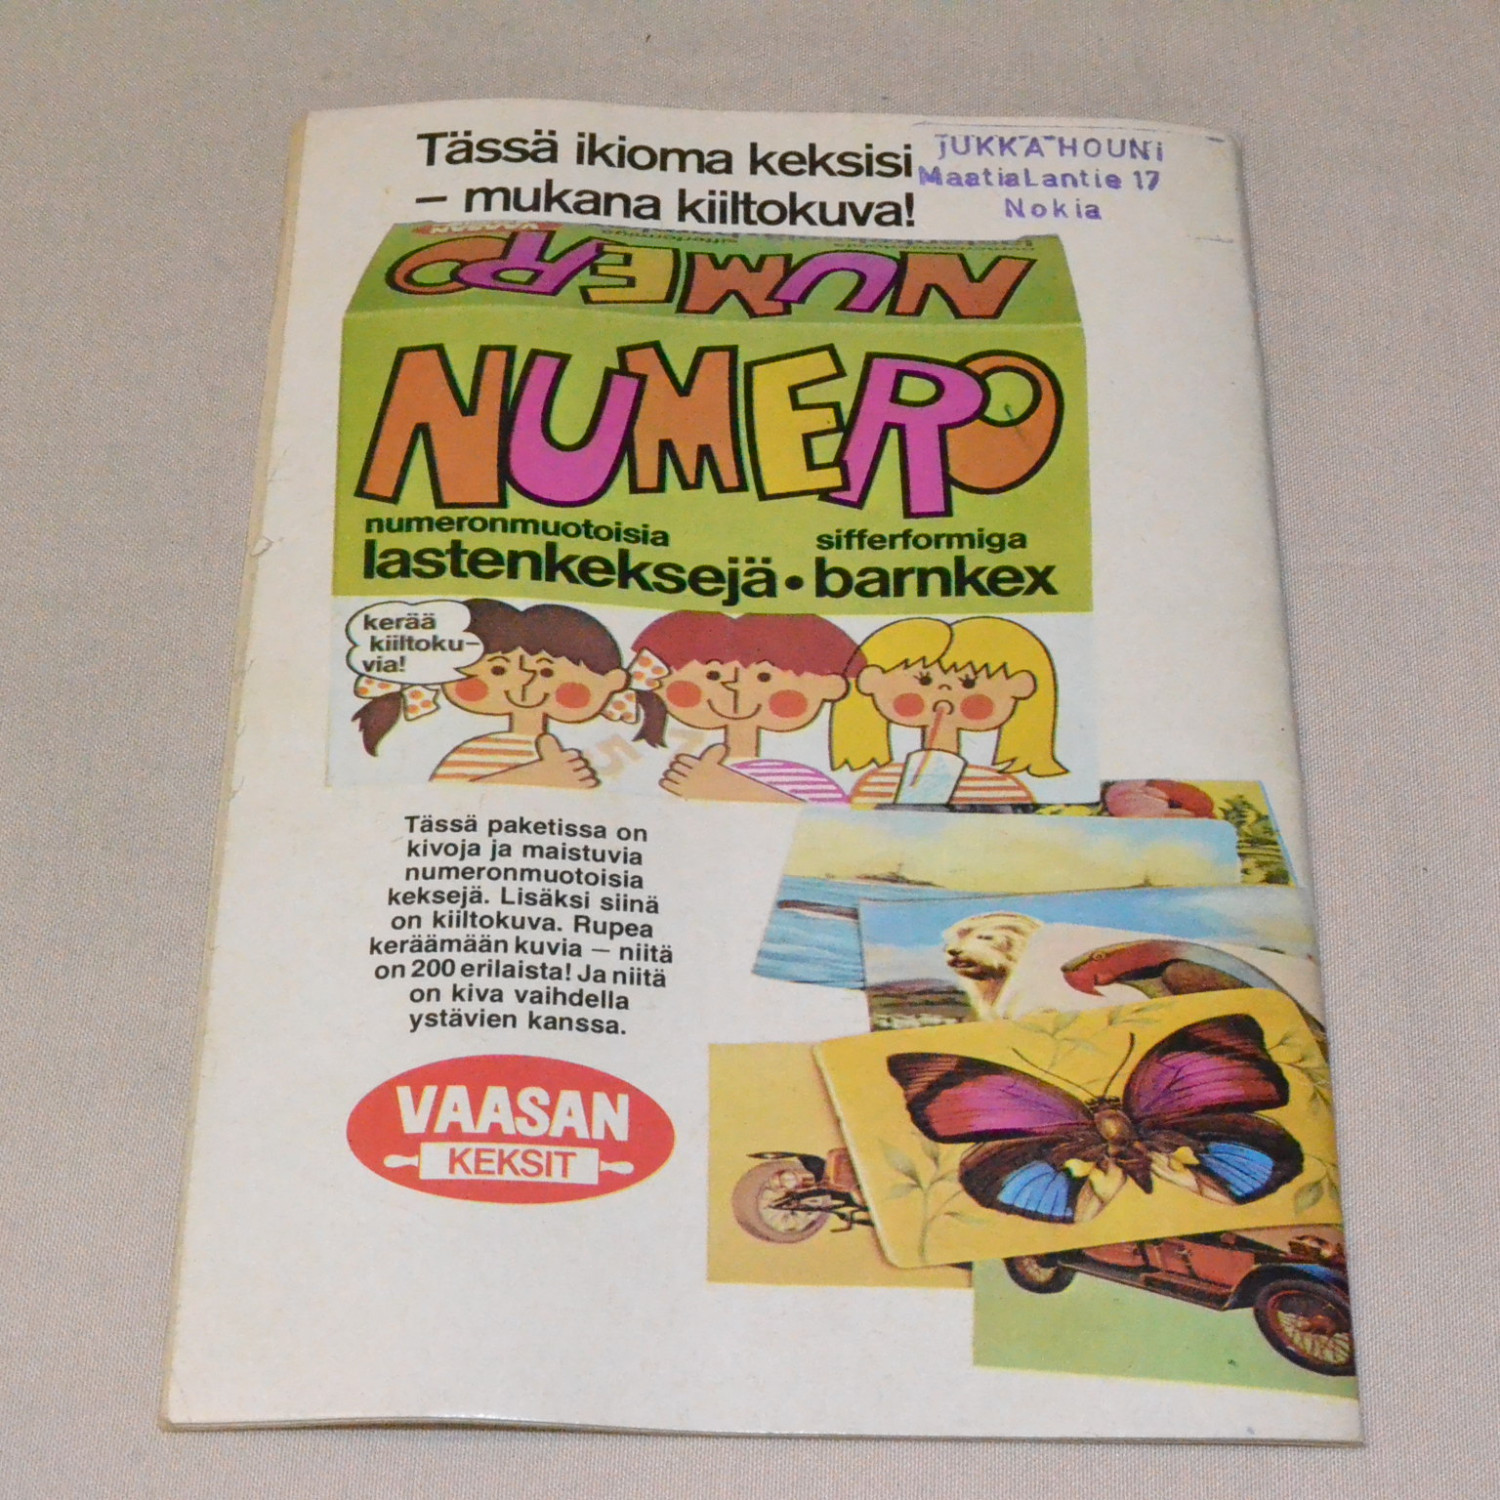 Tässä ikioma keksisi
– mukana kiiltokuva!
JUKKA HOUNI
MaatiaLantie 17
Nokia
VAASAN
NUMERO
NUMERO
numeronmuotoisia
lastenkeksejä •
sifferformiga
barnkex
kerää
kiiltoku-
via!
Tässä paketissa on
kivoja ja maistuvia
numeronmuotoisia
keksejä. Lisäksi siinä
on kiiltokuva. Rupea
keräämään kuvia — niitä
on 200 erilaista! Ja niitä
on kiva vaihdella
ystävien kanssa.
VAASAN
KEKSIT